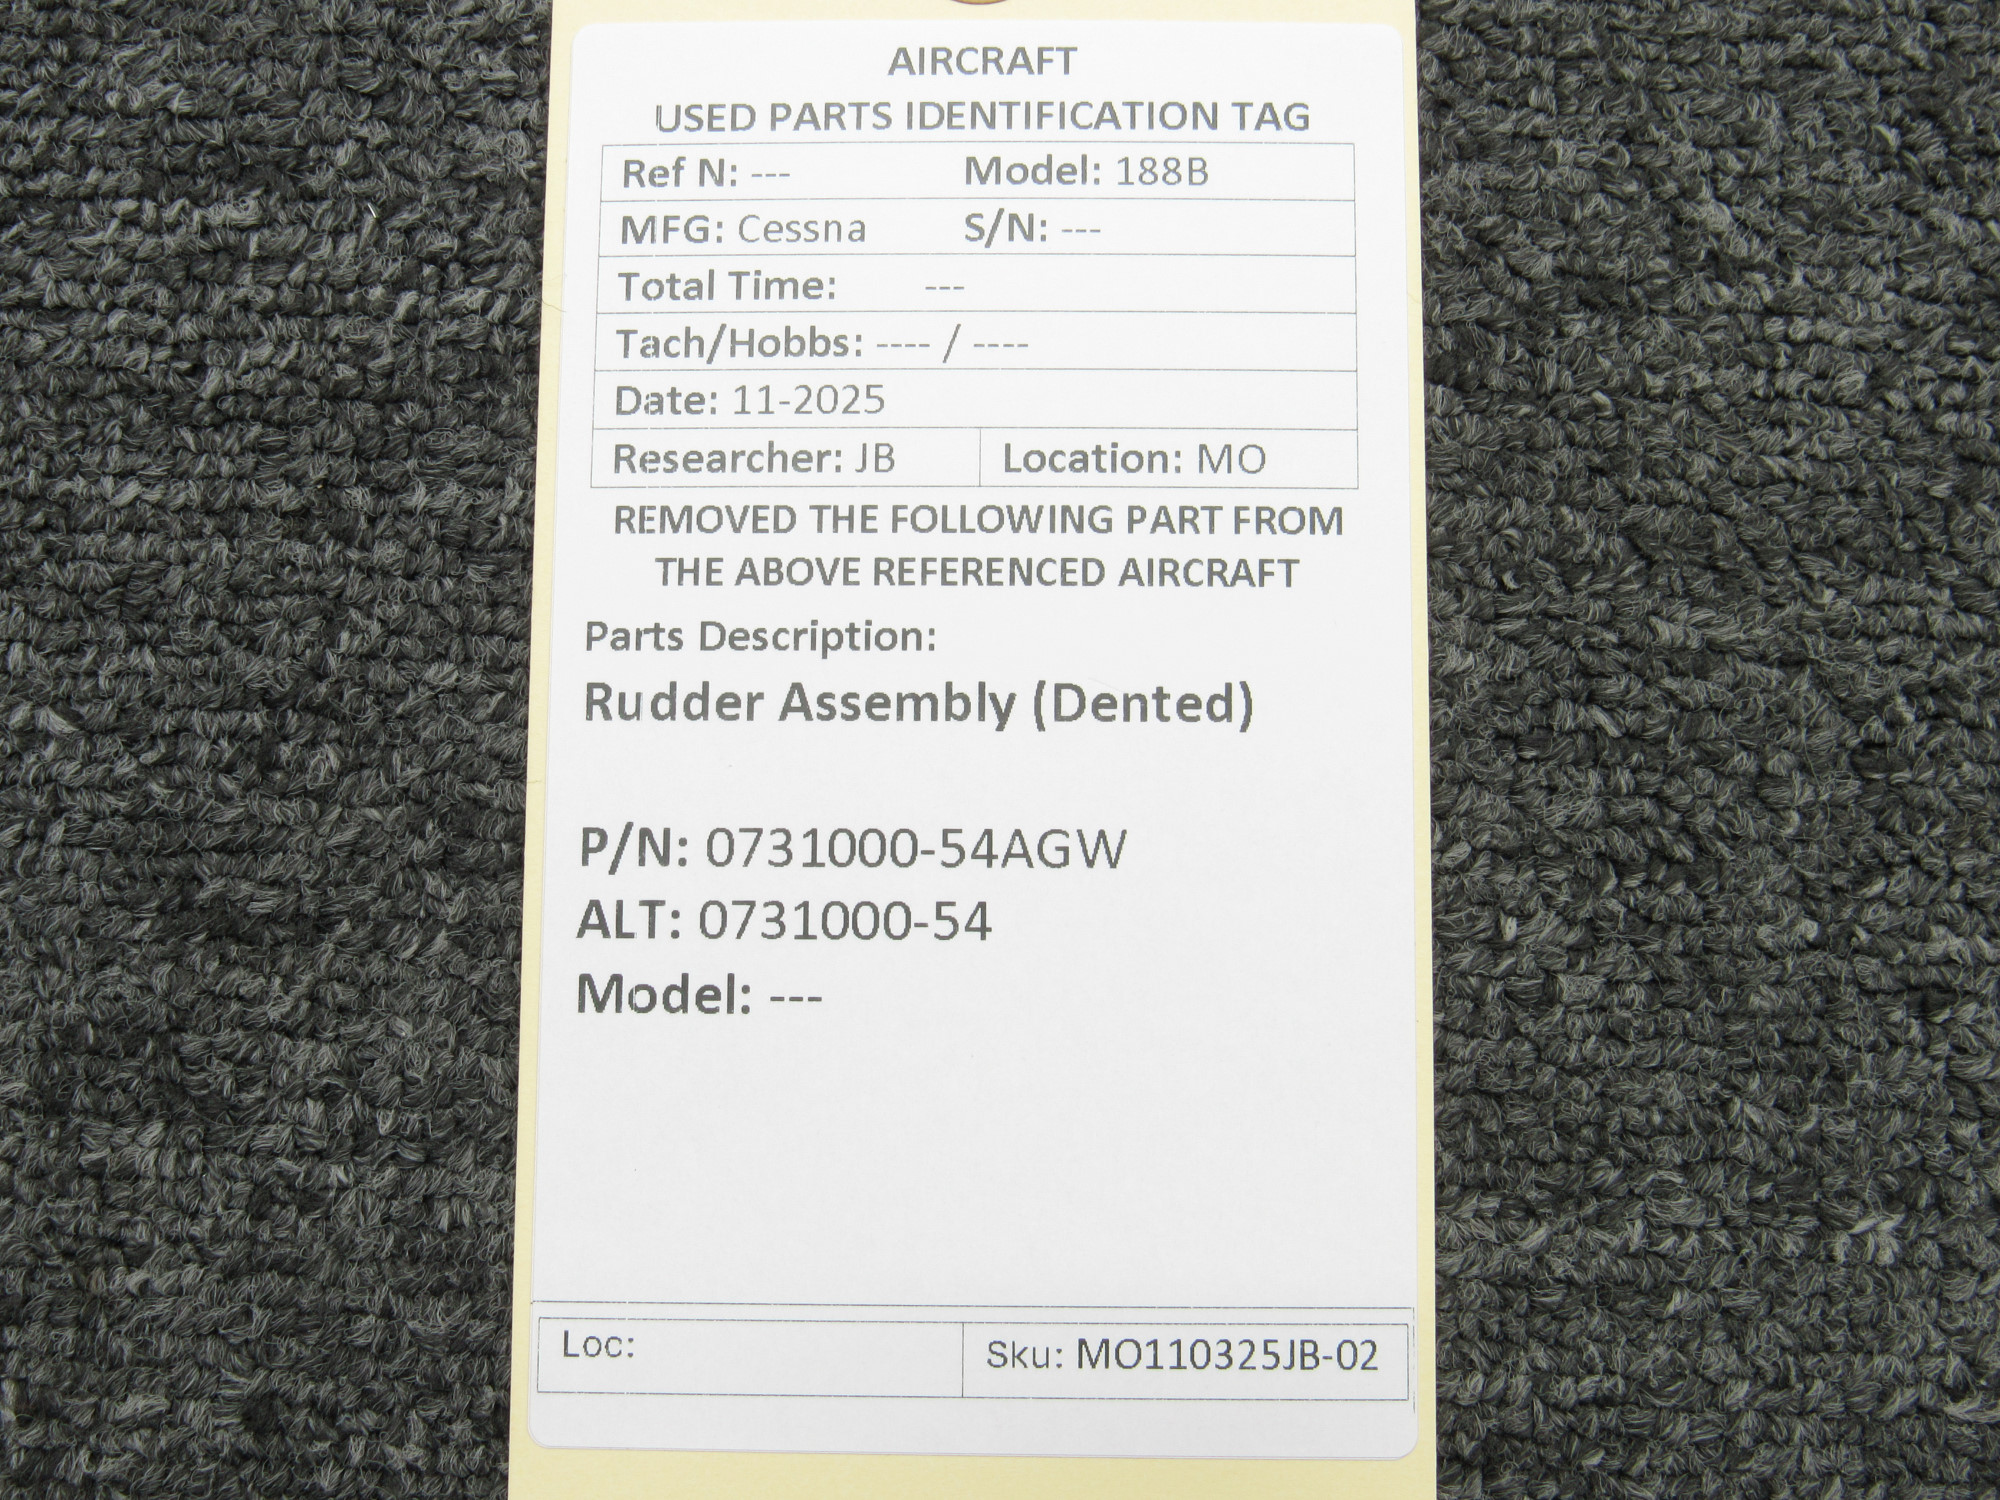 AIRCRAFT
USED PARTS IDENTIFICATION TAG
Ref N: --- Model: 188B
MFG: Cessna S/N: ---
Total Time: ---
Tach/Hobbs: ---- / ----
Date: 11-2025
Researcher: JB Location: MO
REMOVED THE FOLLOWING PART FROM
THE ABOVE REFERENCED AIRCRAFT
Parts Description:
Rudder Assembly (Dented)
P/N: 0731000-54AGW
ALT: 0731000-54
Model: ---
Loc: Sku: MO110325JB-02